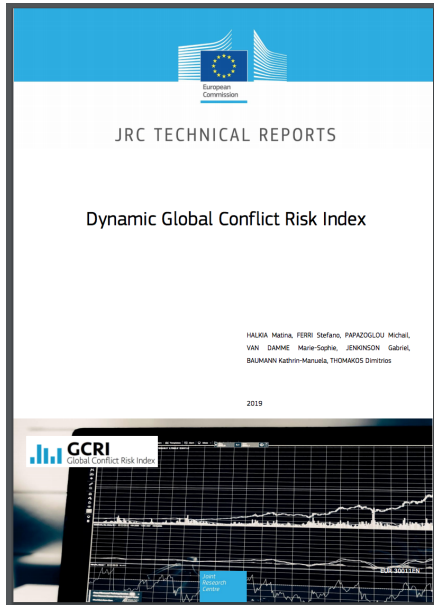 European
Commission
JRC TECHNICAL REPORTS
Dynamic Global Conflict Risk Index
HALKIA Matina, FERRI Stefano, PAPAZOGLOU Michail,
VAN DAMME Marie-Sophie, JENKINSON Gabriel,
BAUMANN Kathrin-Manuela, THOMAKOS Dimitrios
2019
GCRI
Global Conflict Risk Index
Joint
Research
Centre